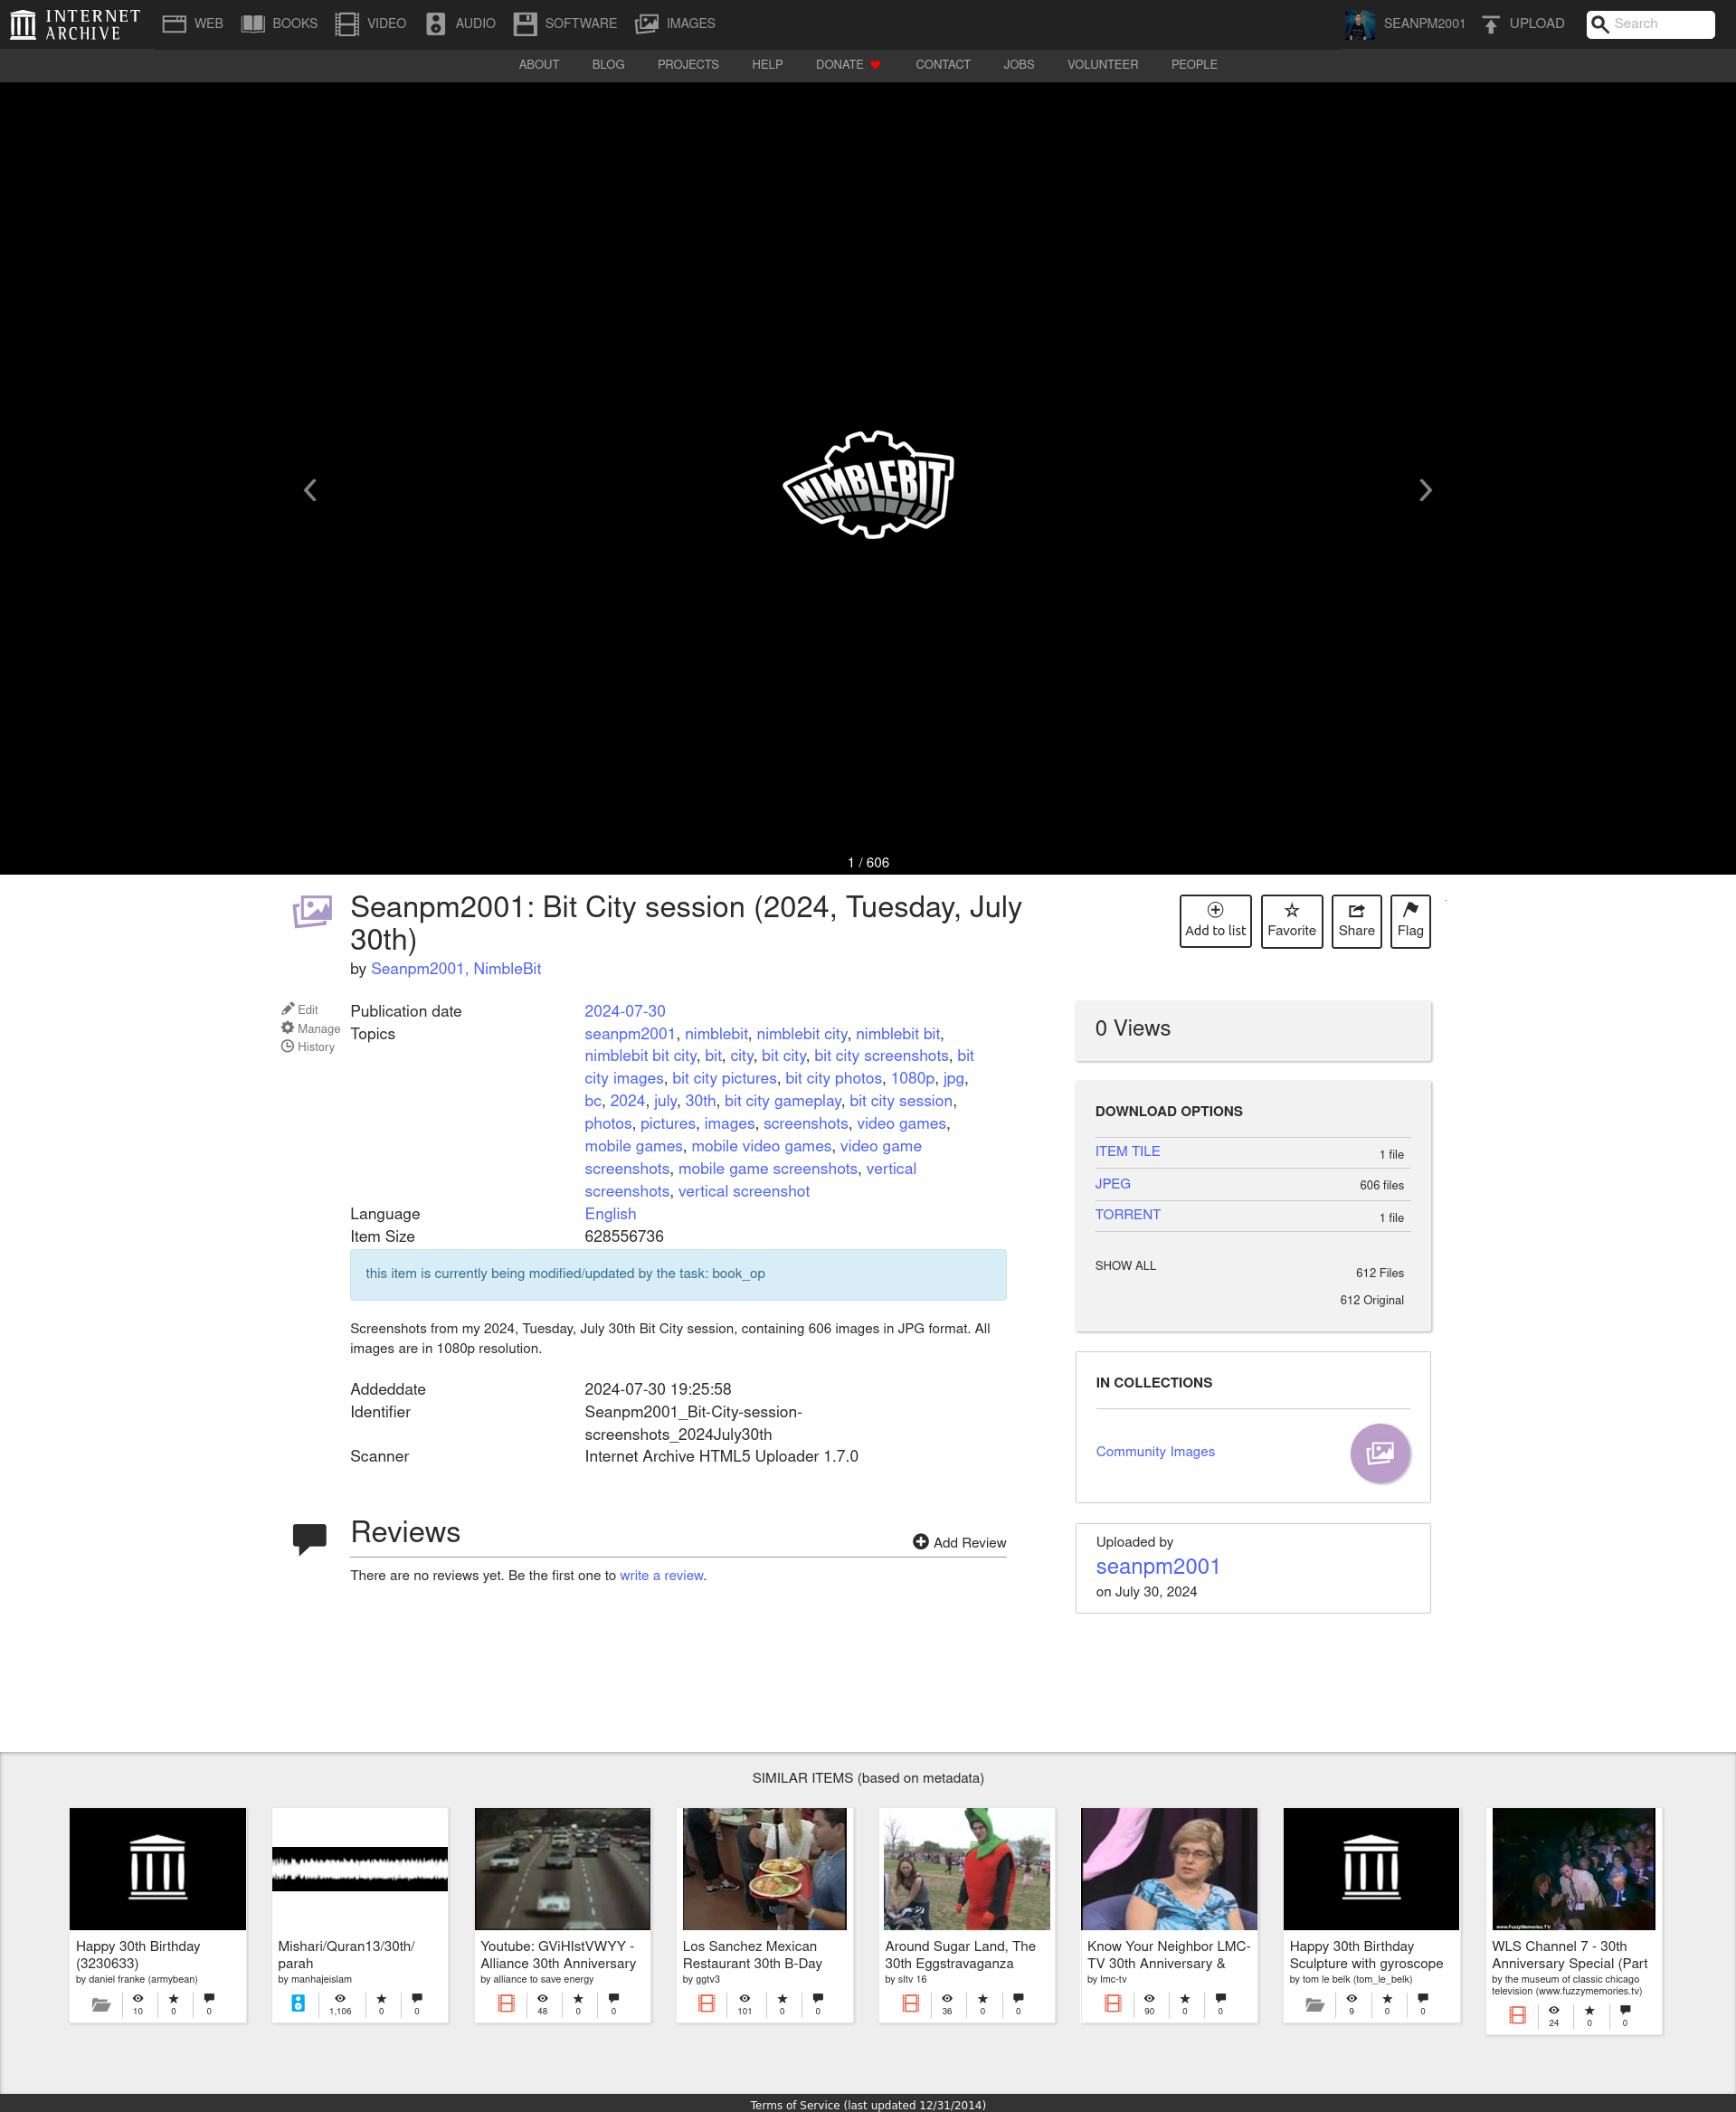 INTERNET
ARCHIVE
WEB BOOKS VIDEO AUDIO SOFTWARE IMAGES SEANPM2001 UPLOAD Search
ABOUT BLOG PROJECTS HELP DONATE CONTACT JOBS VOLUNTEER PEOPLE
NIMBLEBIT
1 / 606
Seanpm2001: Bit City session (2024, Tuesday, July
30th)
by Seanpm2001, NimbleBit
Add to list Favorite Share Flag
Edit
Manage
History
Publication date 2024-07-30
Topics seanpm2001, nimblebit, nimblebit city, nimblebit bit,
nimblebit bit city, bit, city, bit city, bit city screenshots, bit
city images, bit city pictures, bit city photos, 1080p, jpg,
bc, 2024, july, 30th, bit city gameplay, bit city session,
photos, pictures, images, screenshots, video games,
mobile games, mobile video games, video game
screenshots, mobile game screenshots, vertical
screenshots, vertical screenshot
Language English
Item Size 628556736
this item is currently being modified/updated by the task: book_op
Screenshots from my 2024, Tuesday, July 30th Bit City session, containing 606 images in JPG format. All
images are in 1080p resolution.
Addeddate 2024-07-30 19:25:58
Identifier Seanpm2001_Bit-City-session-
screenshots_2024July30th
Scanner Internet Archive HTML5 Uploader 1.7.0
Reviews
Add Review
There are no reviews yet. Be the first one to write a review.
0 Views
DOWNLOAD OPTIONS
ITEM TILE 1 file
JPEG 606 files
TORRENT 1 file
SHOW ALL 612 Files
612 Original
IN COLLECTIONS
Community Images
Uploaded by
seanpm2001
on July 30, 2024
SIMILAR ITEMS (based on metadata)
Happy 30th Birthday
(3230633)
by daniel franke (armybean)
10 0 0
Mishari/Quran13/30th/
parah
by manhajeislam
1,106 0 0
Youtube: GViHIstVWYY -
Alliance 30th Anniversary
by alliance to save energy
48 0 0
Los Sanchez Mexican
Restaurant 30th B-Day
by ggtv3
101 0 0
Around Sugar Land, The
30th Eggstravaganza
by sltv 16
36 0 0
Know Your Neighbor LMC-
TV 30th Anniversary &
by lmc-tv
90 0 0
Happy 30th Birthday
Sculpture with gyroscope
by tom le belk (tom_le_belk)
9 0 0
www.FuzzyMemories.TV
WLS Channel 7 - 30th
Anniversary Special (Part
by the museum of classic chicago
television (www.fuzzymemories.tv)
24 0 0
Terms of Service (last updated 12/31/2014)